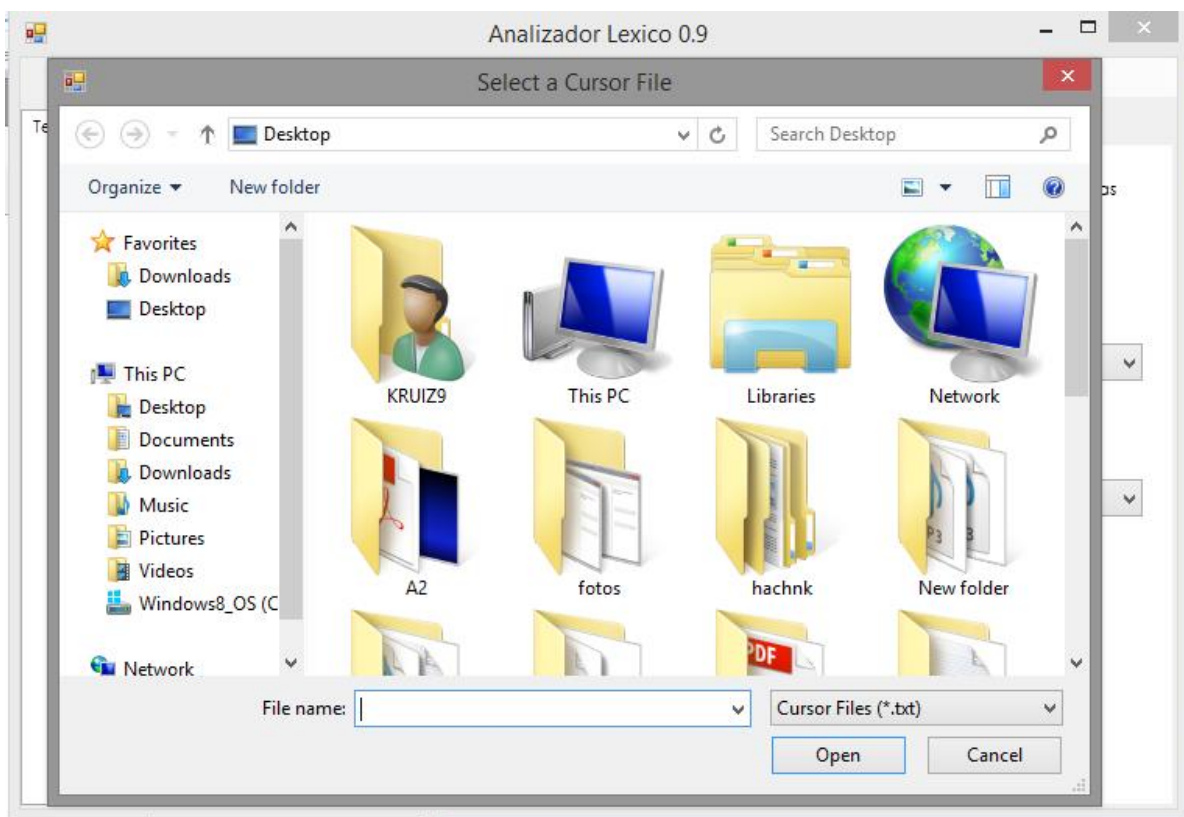 Analizador Lexico 0.9
Select a Cursor File
Te
Desktop
Search Desktop
Organize
New folder
as
Favorites
Downloads
Desktop
This PC
Desktop
Documents
Downloads
Music
Pictures
Videos
Windows8_OS (C
Network
KRUIZ9
This PC
Libraries
Network
A2
fotos
hachnk
New folder
PDF
File name:
Cursor Files (*.txt)
Open
Cancel